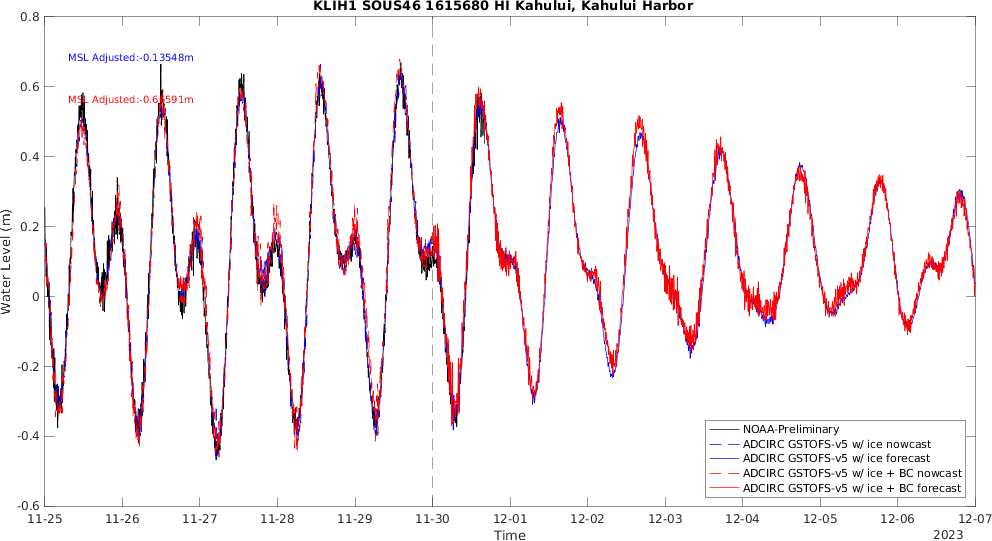 KLIH1 SOUS46 1615680 HI Kahului, Kahului Harbor
0.8
0.6
0.4
0.2
0
-0.2
-0.4
-0.6
Water Level (m)
MSL Adjusted:-0.13548m
MSL Adjusted:-0.65591m
NOAA-Preliminary
ADCIRC GSTOFS-v5 w/ ice nowcast
ADCIRC GSTOFS-v5 w/ ice forecast
ADCIRC GSTOFS-v5 w/ ice + BC nowcast
ADCIRC GSTOFS-v5 w/ ice + BC forecast
11-25 11-26 11-27 11-28 11-29 11-30 12-01 12-02 12-03 12-04 12-05 12-06 12-07
Time
2023